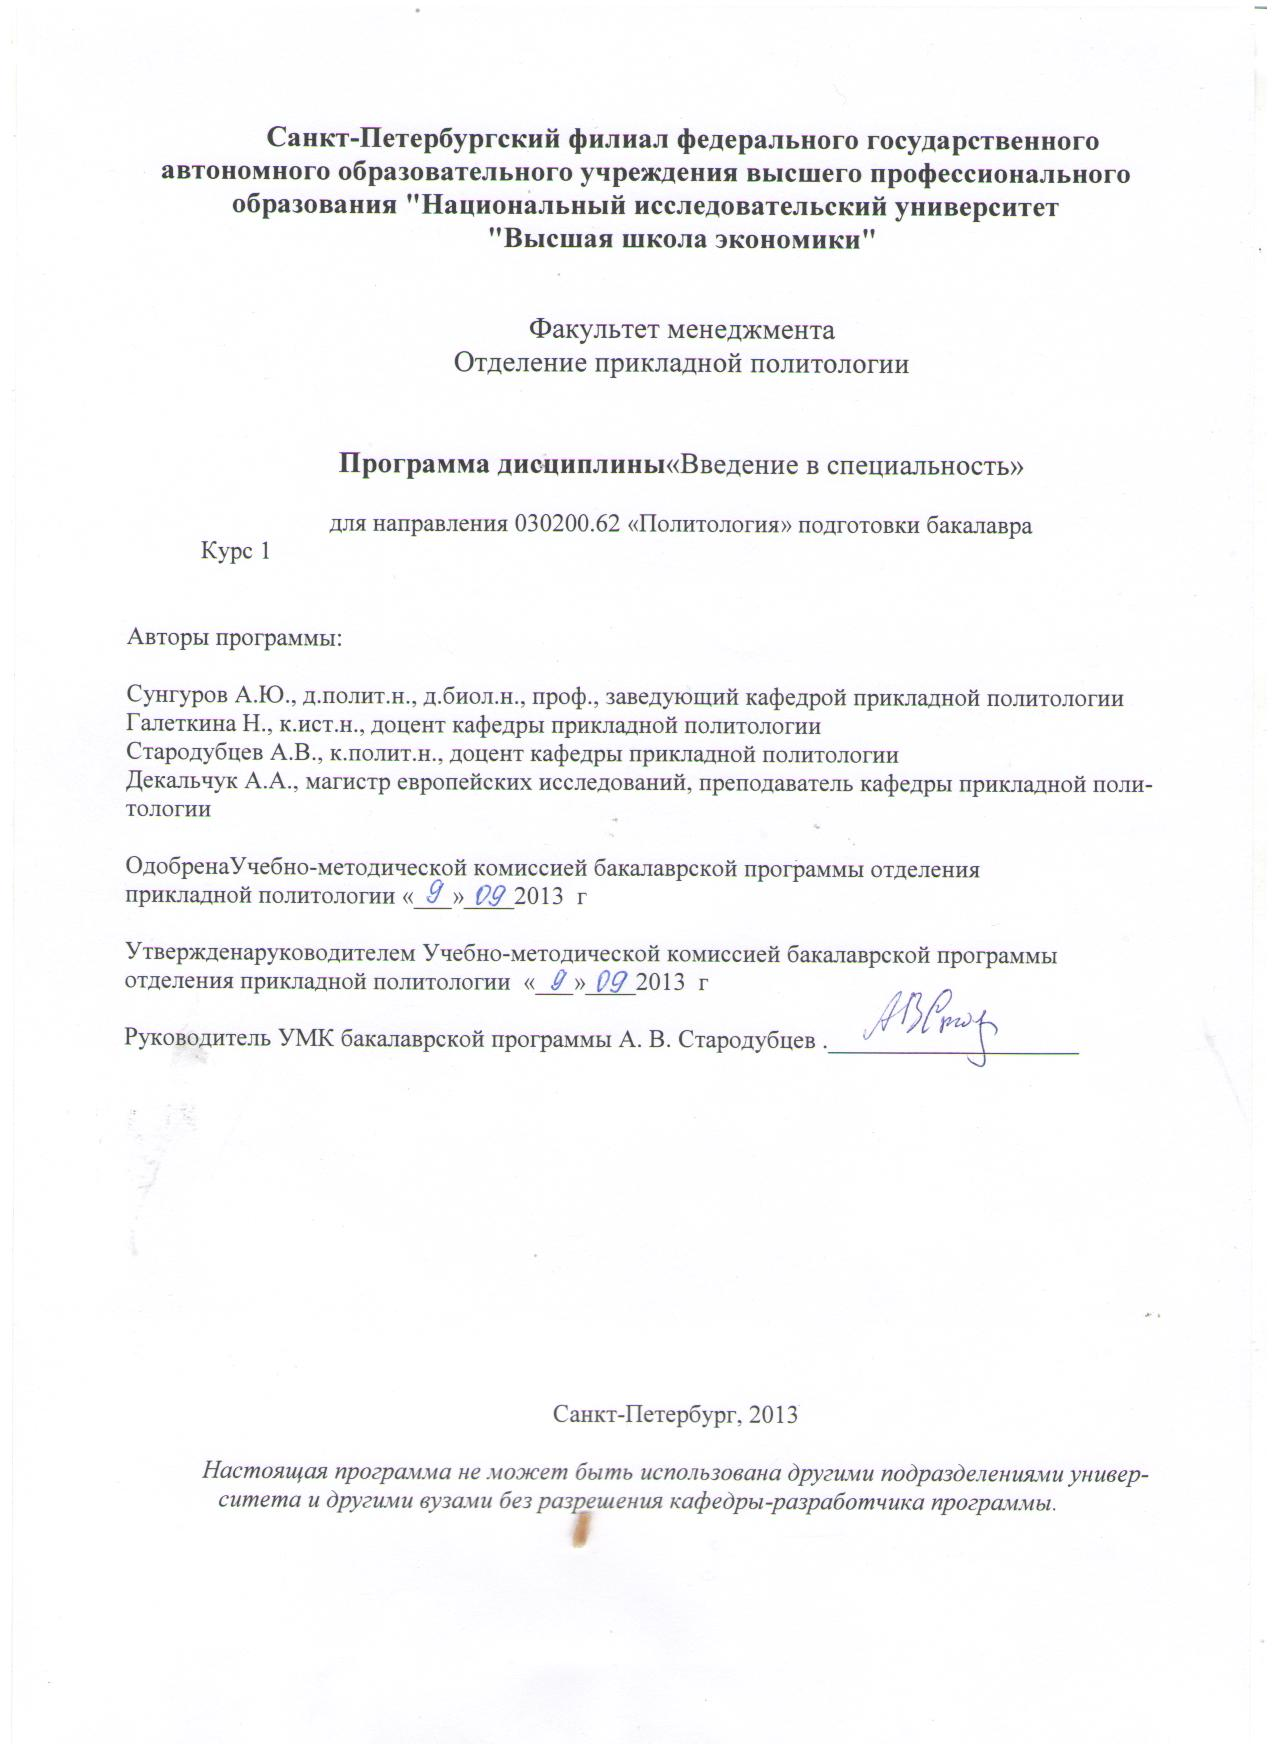 Санкт-Петербургский филиал федерального государственного
автономного образовательного учреждения высшего профессионального
образования "Национальный исследовательский университет
"Высшая школа экономики"
Факультет менеджмента
Отделение прикладной политологии
Программа дисциплины«Введение в специальность»
для направления 030200.62 «Политология» подготовки бакалавра
Курс 1
Авторы программы:
Сунгуров А.Ю., д.полит.н., д.биол.н., проф., заведующий кафедрой прикладной политологии
Галеткина Н., к.ист.н., доцент кафедры прикладной политологии
Стародубцев А.В., к.полит.н., доцент кафедры прикладной политологии
Декальчук А.А., магистр европейских исследований, преподаватель кафедры прикладной поли-
тологии
ОдобренаУчебно-методической комиссией бакалаврской программы отделения
прикладной политологии «9» 09 2013 г
Утвержденаруководителем Учебно-методической комиссией бакалаврской программы
отделения прикладной политологии «9» 09 2013 г
Руководитель УМК бакалаврской программы А. В. Стародубцев .____________________
Санкт-Петербург, 2013
Настоящая программа не может быть использована другими подразделениями универ-
ситета и другими вузами без разрешения кафедры-разработчика программы.